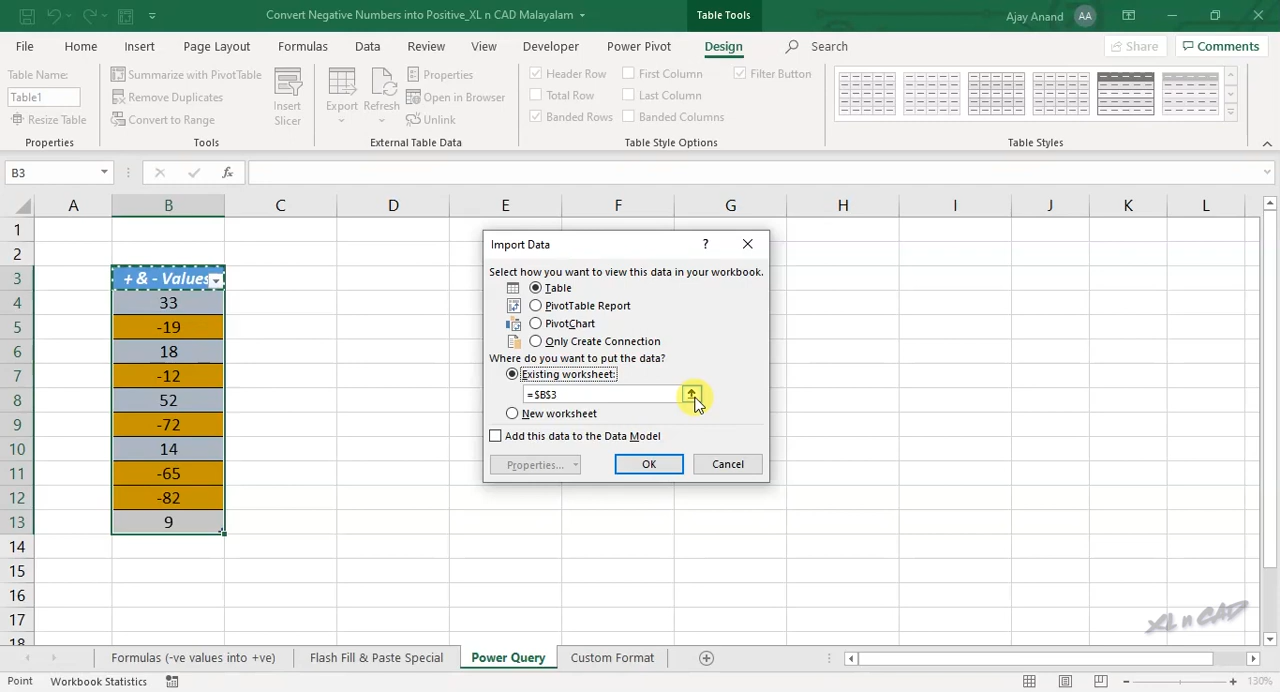 Convert Negative Numbers into Positive_XL n CAD Malayalam
Table Tools
Ajay Anand AA
File Home Insert Page Layout Formulas Data Review View Developer Power Pivot Design Search Share Comments
Table Name:
Table1
Resize Table
Properties
Summarize with PivotTable
Remove Duplicates
Convert to Range
Tools
Insert
Slicer
Export
Refresh
Properties
Open in Browser
Unlink
External Table Data
Header Row First Column Filter Button
Total Row Last Column
Banded Rows Banded Columns
Table Style Options
Table Styles
B3 fx
A B C D E F G H I J K L
1
2
3 + & - Values
4 33
5 -19
6 18
7 -12
8 52
9 -72
10 14
11 -65
12 -82
13 9
14
15
16
17
18
Import Data ?
Select how you want to view this data in your workbook.
Table
PivotTable Report
PivotChart
Only Create Connection
Where do you want to put the data?
Existing worksheet:
=$B$3
New worksheet
Add this data to the Data Model
Properties... OK Cancel
XL n CAD
Formulas (-ve values into +ve) Flash Fill & Paste Special Power Query Custom Format
Point Workbook Statistics 130%